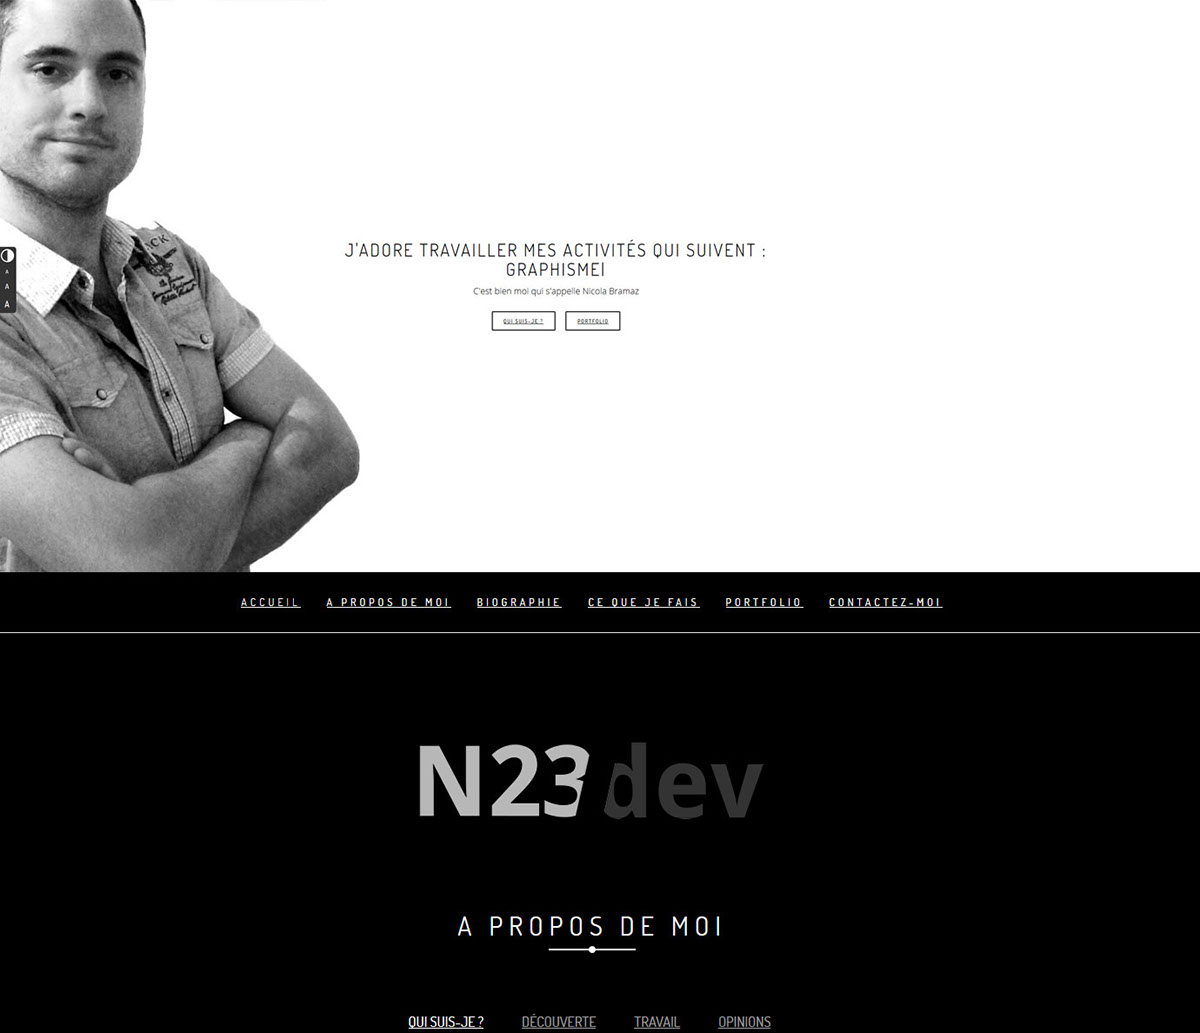 J'ADORE TRAVAILLER MES ACTIVITÉS QUI SUIVENT :
GRAPHISMEI
C'est bien moi qui s'appelle Nicola Bramaz
QUI SUIS-JE ? PORTFOLIO
A
A
A
ACCUEIL A PROPOS DE MOI BIOGRAPHIE CE QUE JE FAIS PORTFOLIO CONTACTEZ-MOI
N23 dev
A PROPOS DE MOI
QUI SUIS-JE ? DÉCOUVERTE TRAVAIL OPINIONS